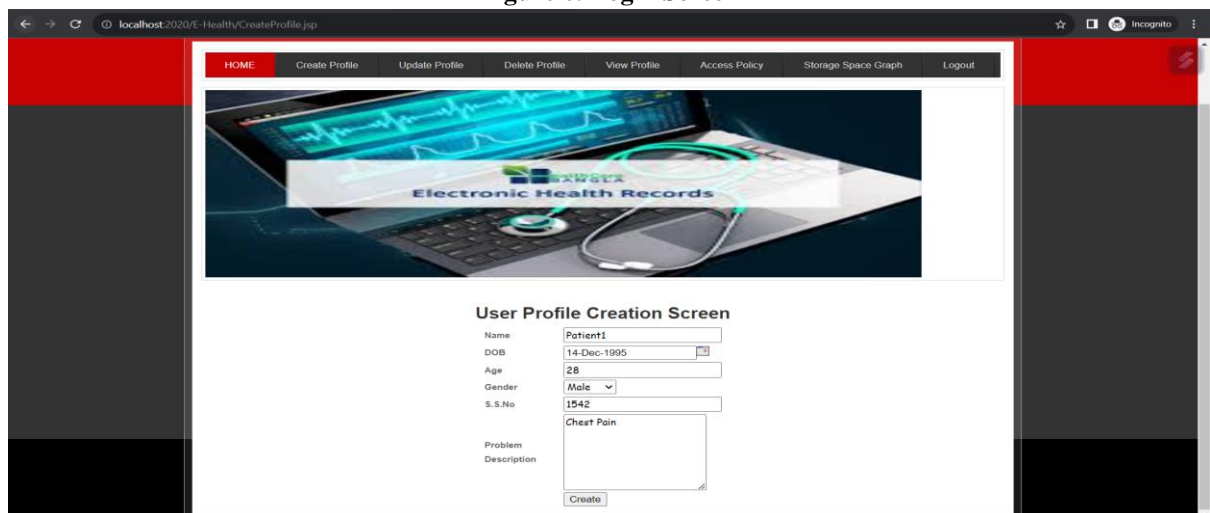 localhost:2020/E-Health/CreateProfile.jsp
Incognito
HOME Create Profile Update Profile Delete Profile View Profile Access Policy Storage Space Graph Logout
BANGLA
Electronic Health Records
User Profile Creation Screen
Name Patient1
DOB 14-Dec-1995
Age 28
Gender Male
S.S.No 1542
Chest Pain
Problem
Description
Create